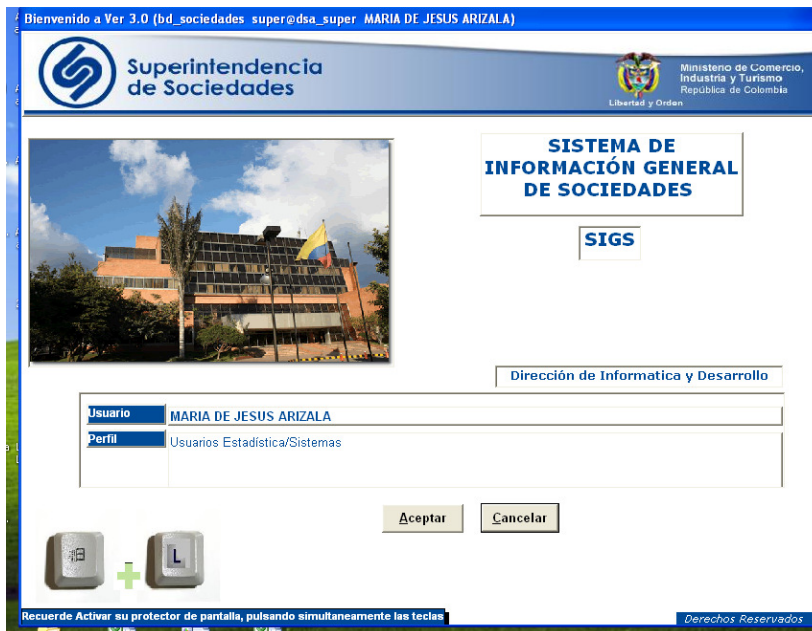 Bienvenido a Ver 3.0 (bd_sociedades super@dsa_super MARIA DE JESUS ARIZALA)
Superintendencia
de Sociedades
Libertad y Orden
Ministerio de Comercio,
Industria y Turismo
República de Colombia
SISTEMA DE
INFORMACIÓN GENERAL
DE SOCIEDADES
SIGS
Dirección de Informatica y Desarrollo
Usuario MARIA DE JESUS ARIZALA
Perfil Usuarios Estadística/Sistemas
Aceptar Cancelar
L
Recuerde Activar su protector de pantalla, pulsando simultaneamente las teclas
Derechos Reservados